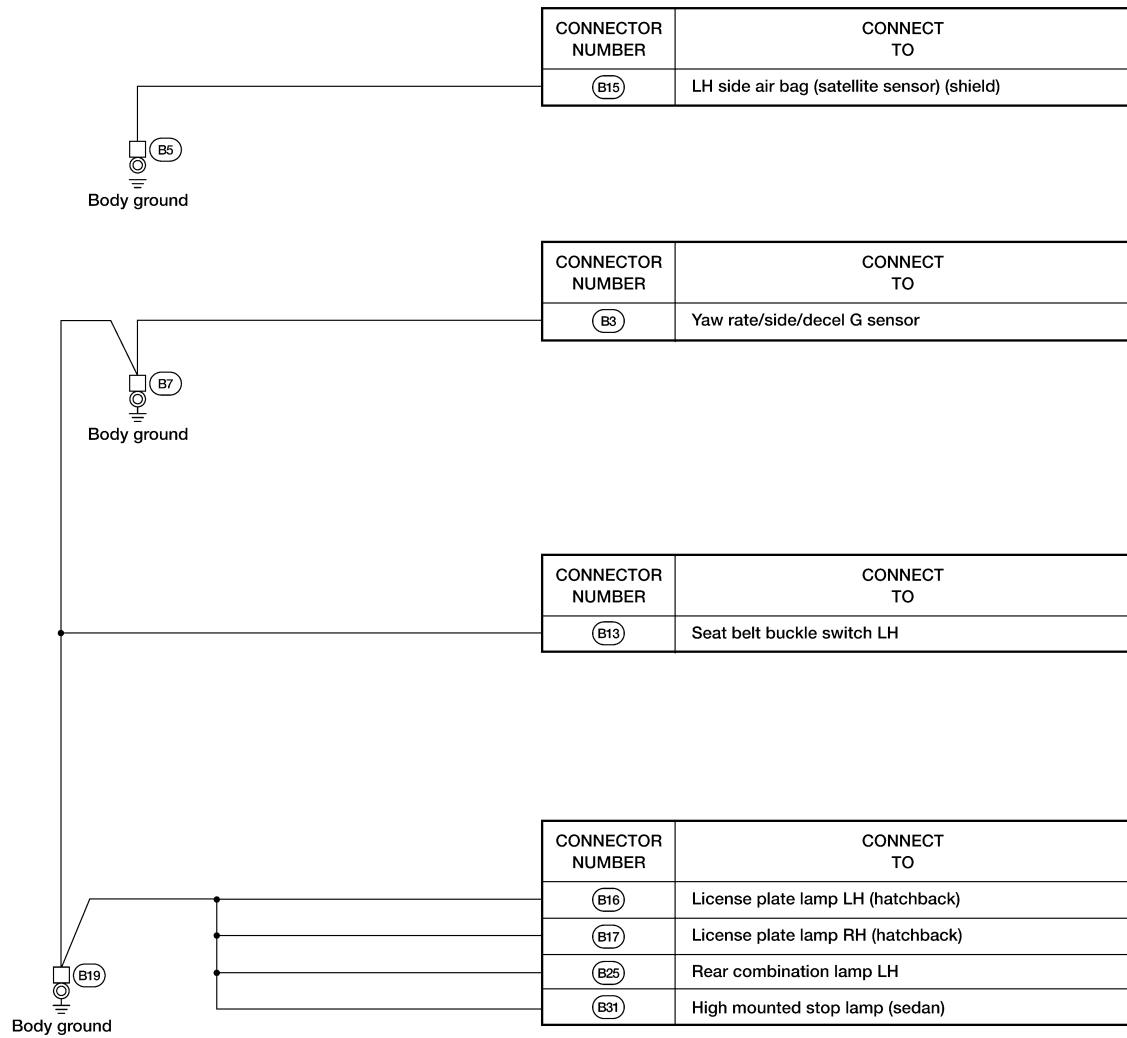 CONNECTOR NUMBER CONNECT TO
B15 LH side air bag (satellite sensor) (shield)
B5
Body ground
CONNECTOR NUMBER CONNECT TO
B3 Yaw rate/side/decel G sensor
B7
Body ground
CONNECTOR NUMBER CONNECT TO
B13 Seat belt buckle switch LH
CONNECTOR NUMBER CONNECT TO
B16 License plate lamp LH (hatchback)
B17 License plate lamp RH (hatchback)
B25 Rear combination lamp LH
B31 High mounted stop lamp (sedan)
B19
Body ground